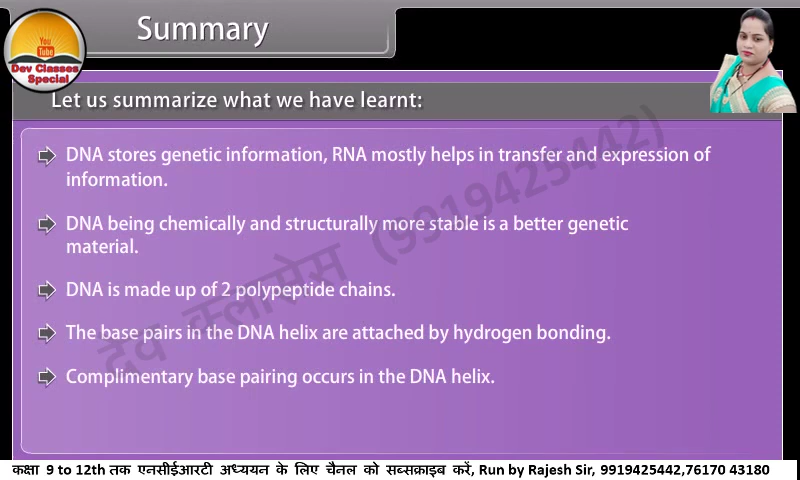 Summary
You
Tube
Dev Classes
Special
Let us summarize what we have learnt:
DNA stores genetic information, RNA mostly helps in transfer and expression of
information.
DNA being chemically and structurally more stable is a better genetic
material.
DNA is made up of 2 polypeptide chains.
The base pairs in the DNA helix are attached by hydrogen bonding.
Complimentary base pairing occurs in the DNA helix.
देव क्लासेस (9919425442)
कक्षा 9 to 12th तक एनसीईआरटी अध्ययन के लिए चैनल को सब्सक्राइब करें, Run by Rajesh Sir, 9919425442,76170 43180